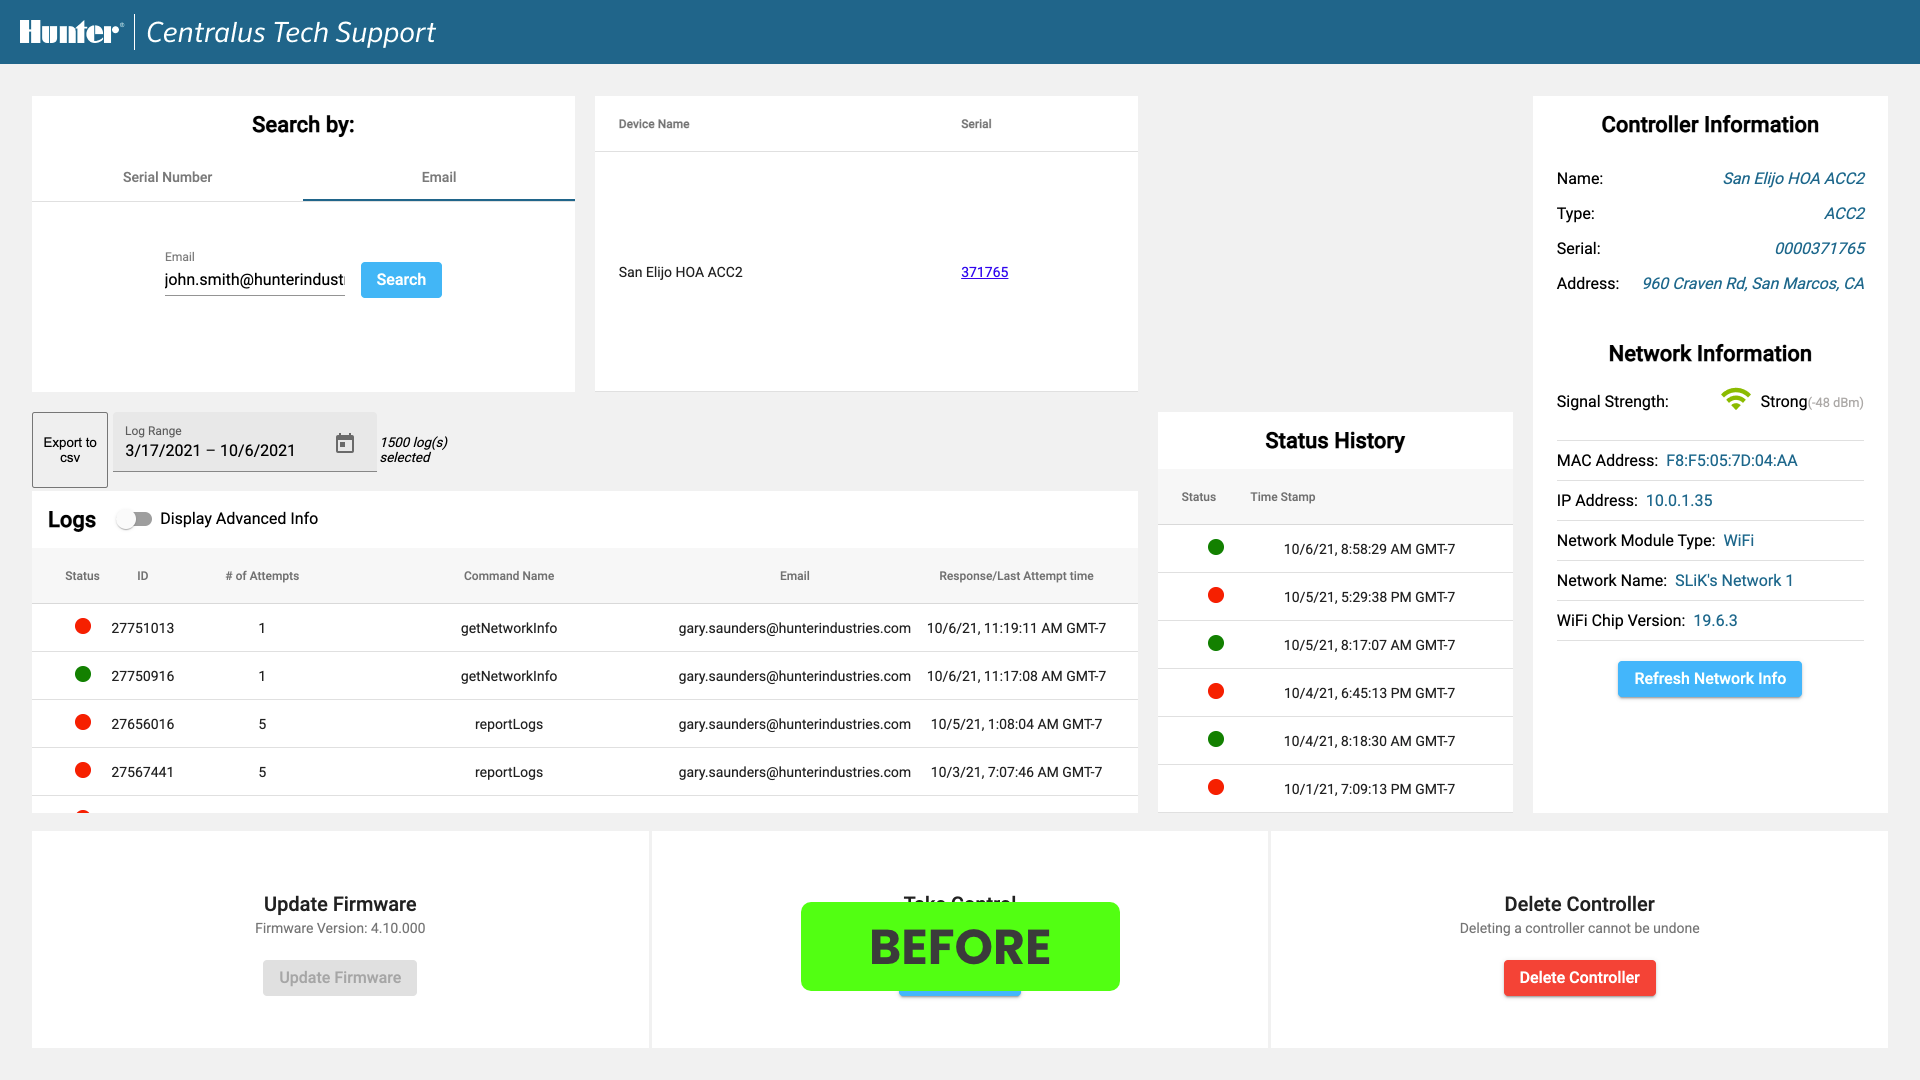 Hunter® Centralus Tech Support
Search by:
Serial Number
Email
Email
john.smith@hunterindustri
Search
Device Name
Serial
San Elijo HOA ACC2
371765
Controller Information
Name:
San Elijo HOA ACC2
Type:
ACC2
Serial:
0000371765
Address:
960 Craven Rd, San Marcos, CA
Network Information
Signal Strength:
Strong(-48 dBm)
MAC Address: F8:F5:05:7D:04:AA
IP Address: 10.0.1.35
Network Module Type: WiFi
Network Name: SLiK's Network 1
WiFi Chip Version: 19.6.3
Refresh Network Info
Export to
csv
Log Range
3/17/2021 – 10/6/2021
1500 log(s)
selected
Logs
Display Advanced Info
Status ID # of Attempts Command Name Email Response/Last Attempt time
27751013 1 getNetworkInfo gary.saunders@hunterindustries.com 10/6/21, 11:19:11 AM GMT-7
27750916 1 getNetworkInfo gary.saunders@hunterindustries.com 10/6/21, 11:17:08 AM GMT-7
27656016 5 reportLogs gary.saunders@hunterindustries.com 10/5/21, 1:08:04 AM GMT-7
27567441 5 reportLogs gary.saunders@hunterindustries.com 10/3/21, 7:07:46 AM GMT-7
Status History
Status Time Stamp
10/6/21, 8:58:29 AM GMT-7
10/5/21, 5:29:38 PM GMT-7
10/5/21, 8:17:07 AM GMT-7
10/4/21, 6:45:13 PM GMT-7
10/4/21, 8:18:30 AM GMT-7
10/1/21, 7:09:13 PM GMT-7
Update Firmware
Firmware Version: 4.10.000
Update Firmware
Take Control
BEFORE
Delete Controller
Deleting a controller cannot be undone
Delete Controller